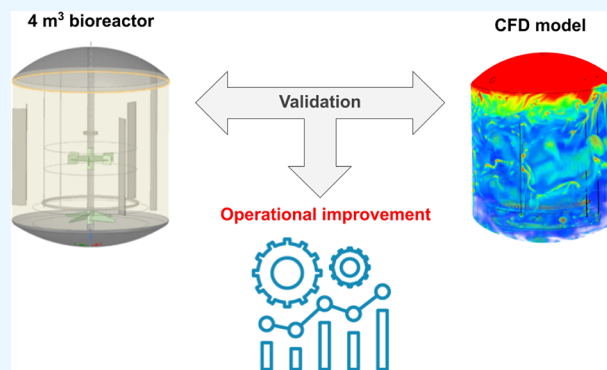 4 m³ bioreactor
CFD model
Validation
Operational improvement